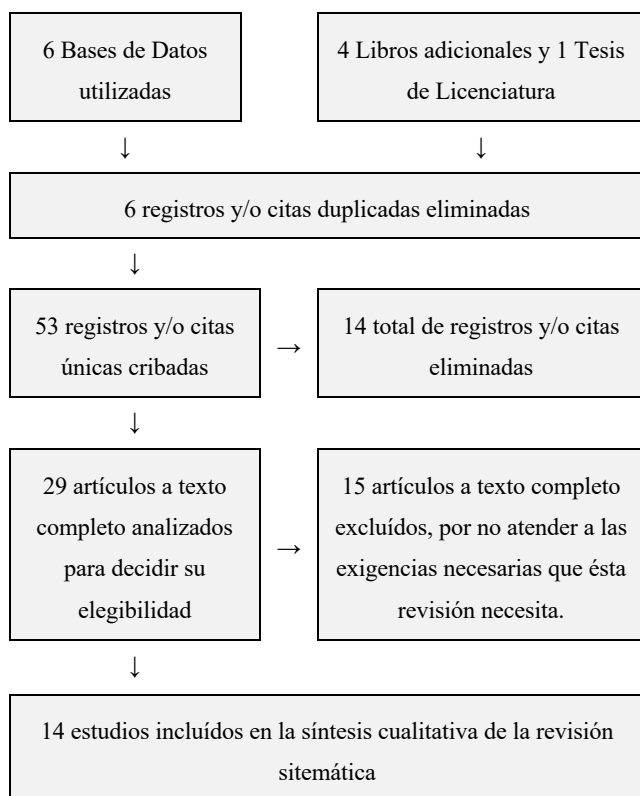 6 Bases de Datos
utilizadas
4 Libros adicionales y 1 Tesis
de Licenciatura
↓
↓
6 registros y/o citas duplicadas eliminadas
↓
53 registros y/o citas
únicas cribadas
→
14 total de registros y/o citas
eliminadas
↓
29 artículos a texto
completo analizados
para decidir su
elegibilidad
→
15 artículos a texto completo
excluídos, por no atender a las
exigencias necesarias que ésta
revisión necesita.
↓
14 estudios incluídos en la síntesis cualitativa de la revisión
sitemática